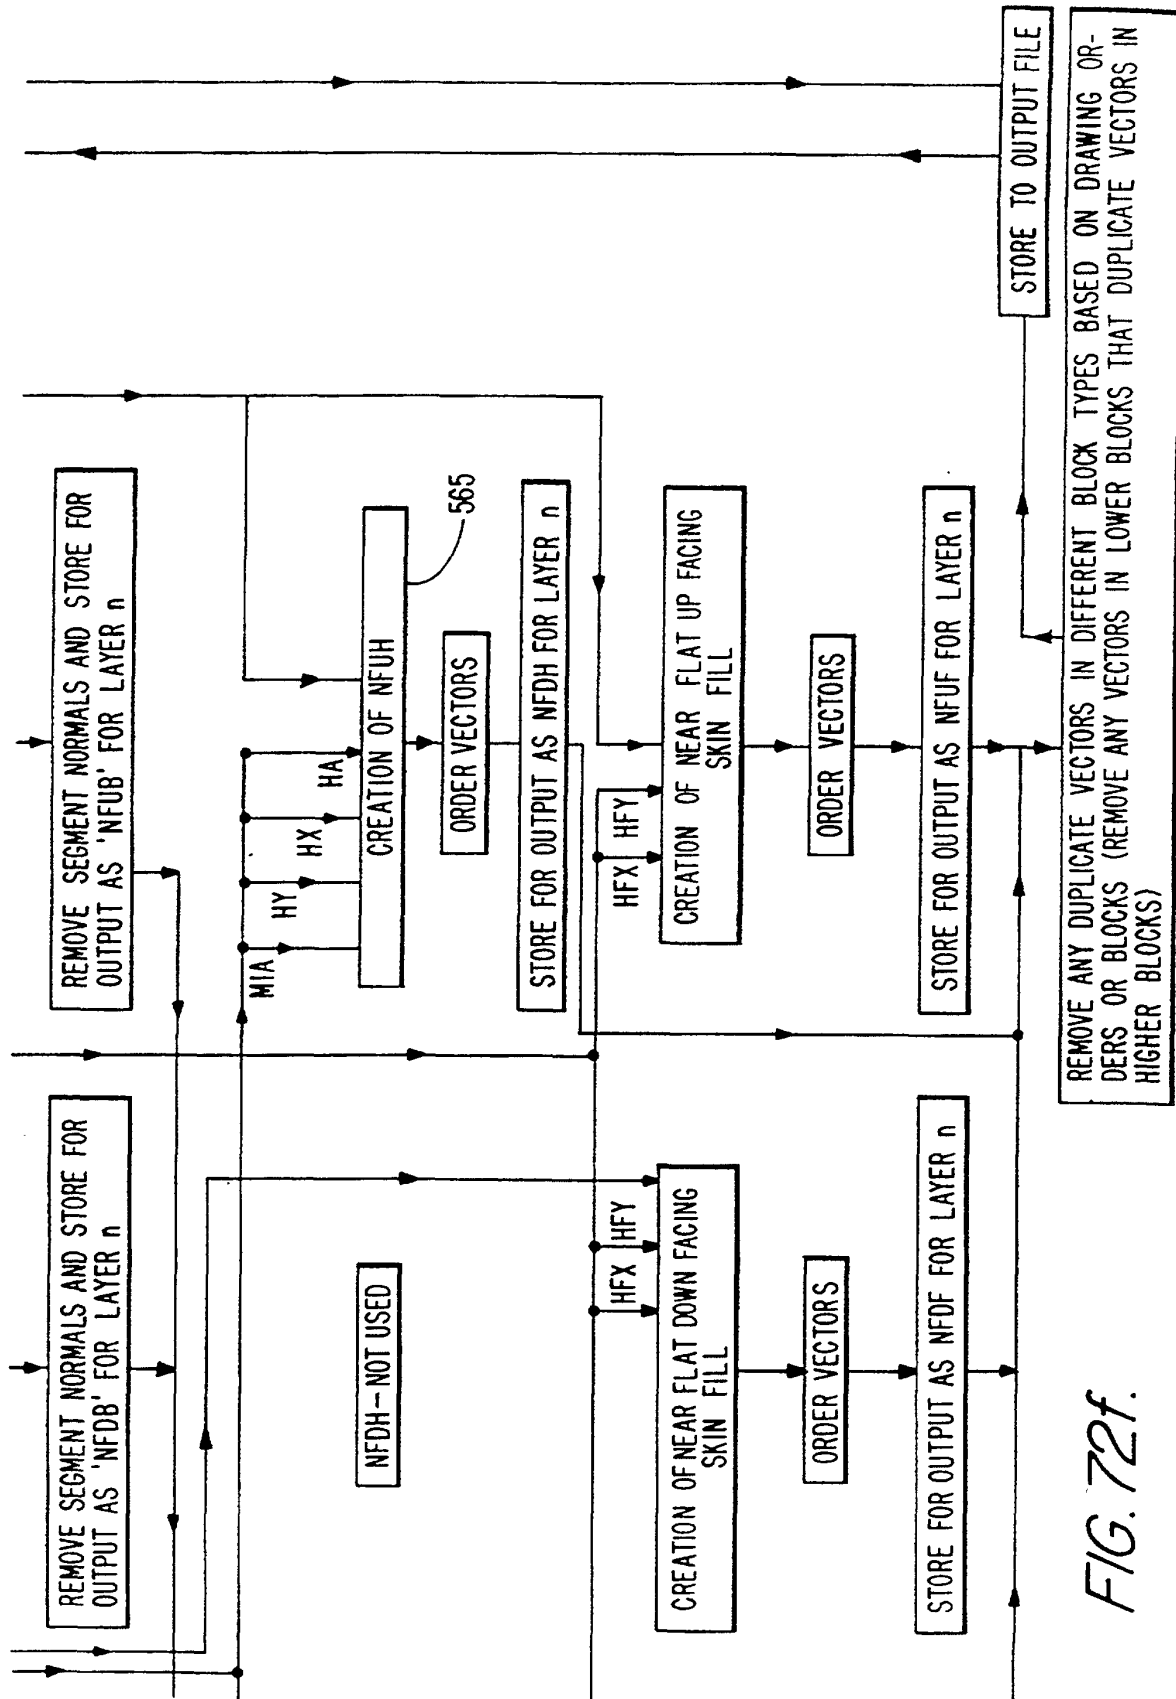 REMOVE SEGMENT NORMALS AND STORE FOR
OUTPUT AS 'NFDB' FOR LAYER n
REMOVE SEGMENT NORMALS AND STORE FOR
OUTPUT AS 'NFUB' FOR LAYER n
MIA
HY
HX
HA
NFDH-NOT USED
CREATION OF NFUH
565
ORDER VECTORS
STORE FOR OUTPUT AS NFDH FOR LAYER n
HFX
HFY
HFX
HFY
CREATION OF NEAR FLAT DOWN FACING
SKIN FILL
CREATION OF NEAR FLAT UP FACING
SKIN FILL
ORDER VECTORS
ORDER VECTORS
STORE FOR OUTPUT AS NFDF FOR LAYER n
STORE FOR OUTPUT AS NFUF FOR LAYER n
STORE TO OUTPUT FILE
REMOVE ANY DUPLICATE VECTORS IN DIFFERENT BLOCK TYPES BASED ON DRAWING OR-
DERS OR BLOCKS (REMOVE ANY VECTORS IN LOWER BLOCKS THAT DUPLICATE VECTORS IN
HIGHER BLOCKS)
FIG. 72f.